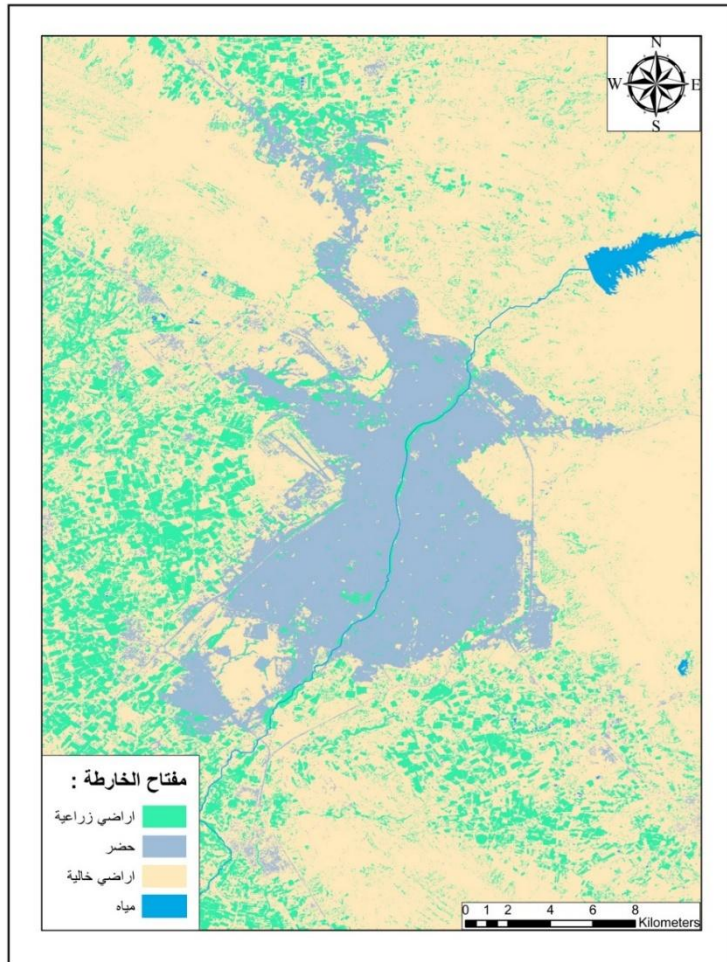 N
W E
S
مفتاح الخارطة :
اراضي زراعية
حضر
اراضي خالية
مياه
0 1 2 4 6 8
Kilometers